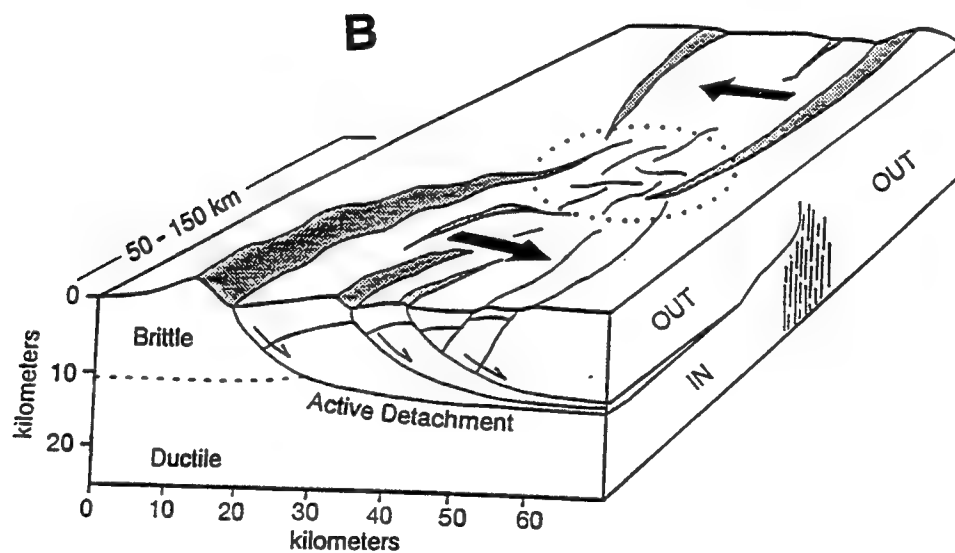 B
50 - 150 km
OUT
OUT
IN
0
10
20
kilometers
Brittle
Active Detachment
Ductile
0 10 20 30 40 50 60
kilometers